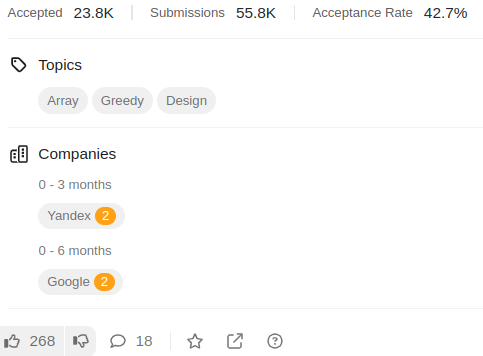 Accepted 23.8K Submissions 55.8K Acceptance Rate 42.7%
Topics
Array Greedy Design
Companies
0 - 3 months
Yandex 2
0 - 6 months
Google 2
268 18